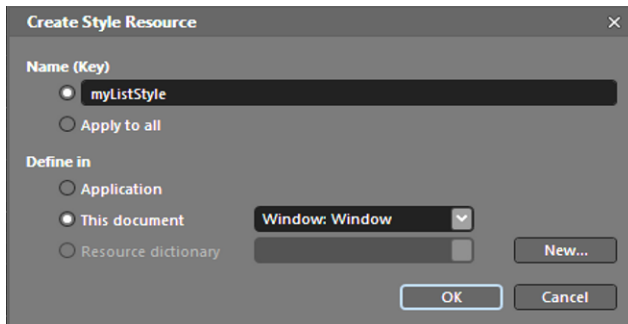 Create Style Resource
Name (Key)
myListStyle
Apply to all
Define in
Application
This document Window: Window
Resource dictionary New...
OK Cancel